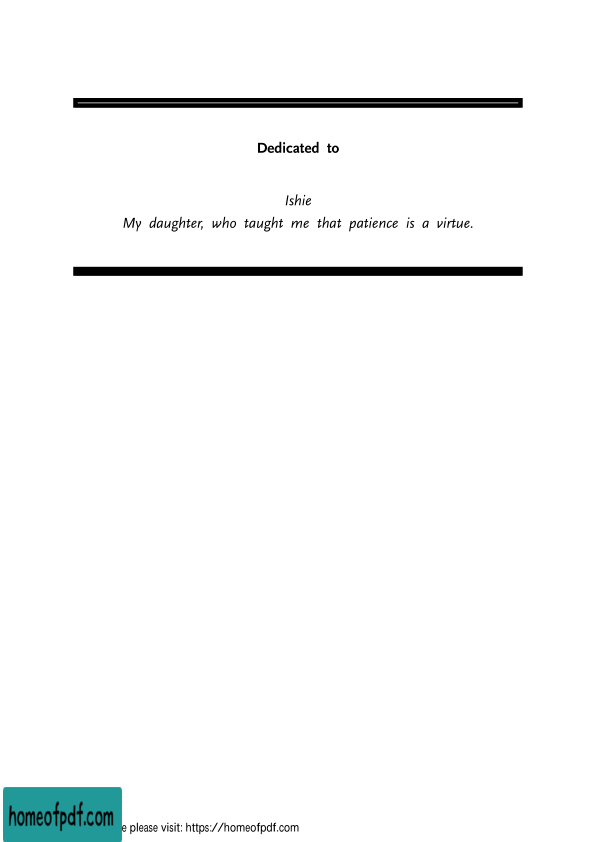 Dedicated to
Ishie
My daughter, who taught me that patience is a virtue.
homeofpdf.com
e please visit: https://homeofpdf.com